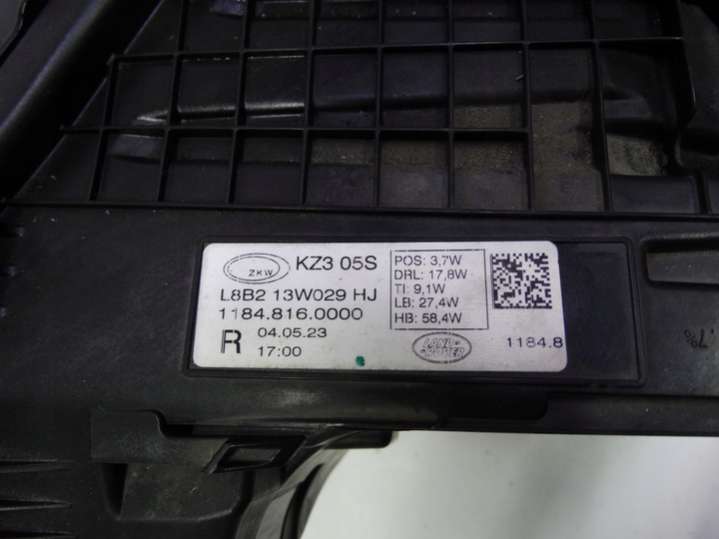 ZKW
KZ3 05S
L8B2 13W029 HJ
1184.816.0000
R
04.05.23
17:00
POS: 3,7W
DRL: 17,8W
TI: 9,1W
LB: 27,4W
HB: 58,4W
LAND-
ROVER
1184.8